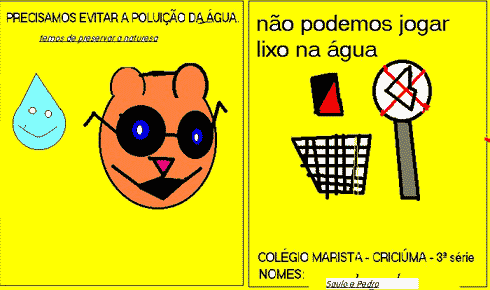 PRECISAMOS EVITAR A POLUIÇÃO DA ÁGUA.
temos de preservar a naturesa
não podemos jogar
lixo na água
COLÉGIO MARISTA - CRICIÚMA - 3ª série
NOMES:
Saulo e Pedro